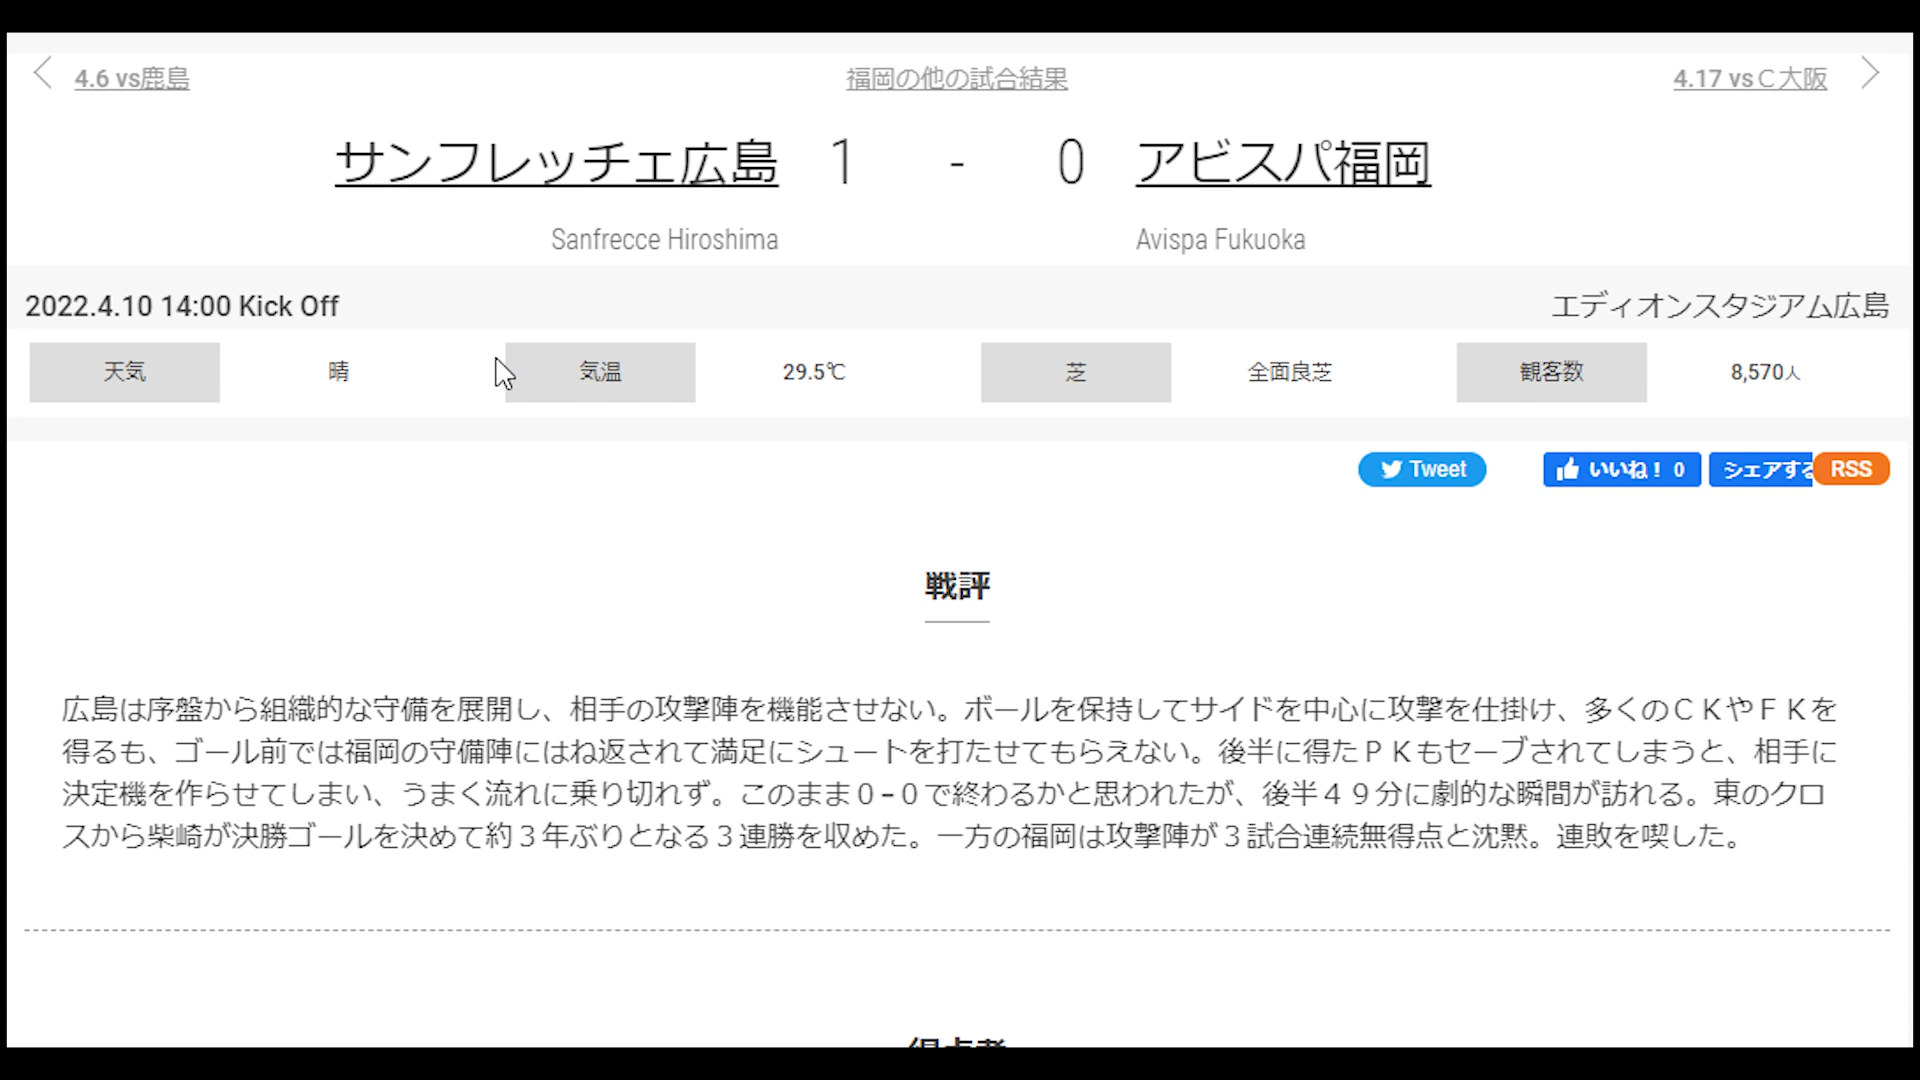 4.6 vs鹿島
福岡の他の試合結果
4.17 vsC大阪
サンフレッチェ広島 1 - 0 アビスパ福岡
Sanfrecce Hiroshima
Avispa Fukuoka
2022.4.10 14:00 Kick Off
エディオンスタジアム広島
天気 晴 気温 29.5℃ 芝 全面良芝 観客数 8,570人
Tweet いいね！ 0 シェアする RSS
戦評
広島は序盤から組織的な守備を展開し、相手の攻撃陣を機能させない。ボールを保持してサイドを中心に攻撃を仕掛け、多くのＣＫやＦＫを
得るも、ゴール前では福岡の守備陣にはね返されて満足にシュートを打たせてもらえない。後半に得たＰＫもセーブされてしまうと、相手に
決定機を作らせてしまい、うまく流れに乗り切れず。このまま０−０で終わるかと思われたが、後半４９分に劇的な瞬間が訪れる。東のクロ
スから柴崎が決勝ゴールを決めて約３年ぶりとなる３連勝を収めた。一方の福岡は攻撃陣が３試合連続無得点と沈黙。連敗を喫した。
得点者